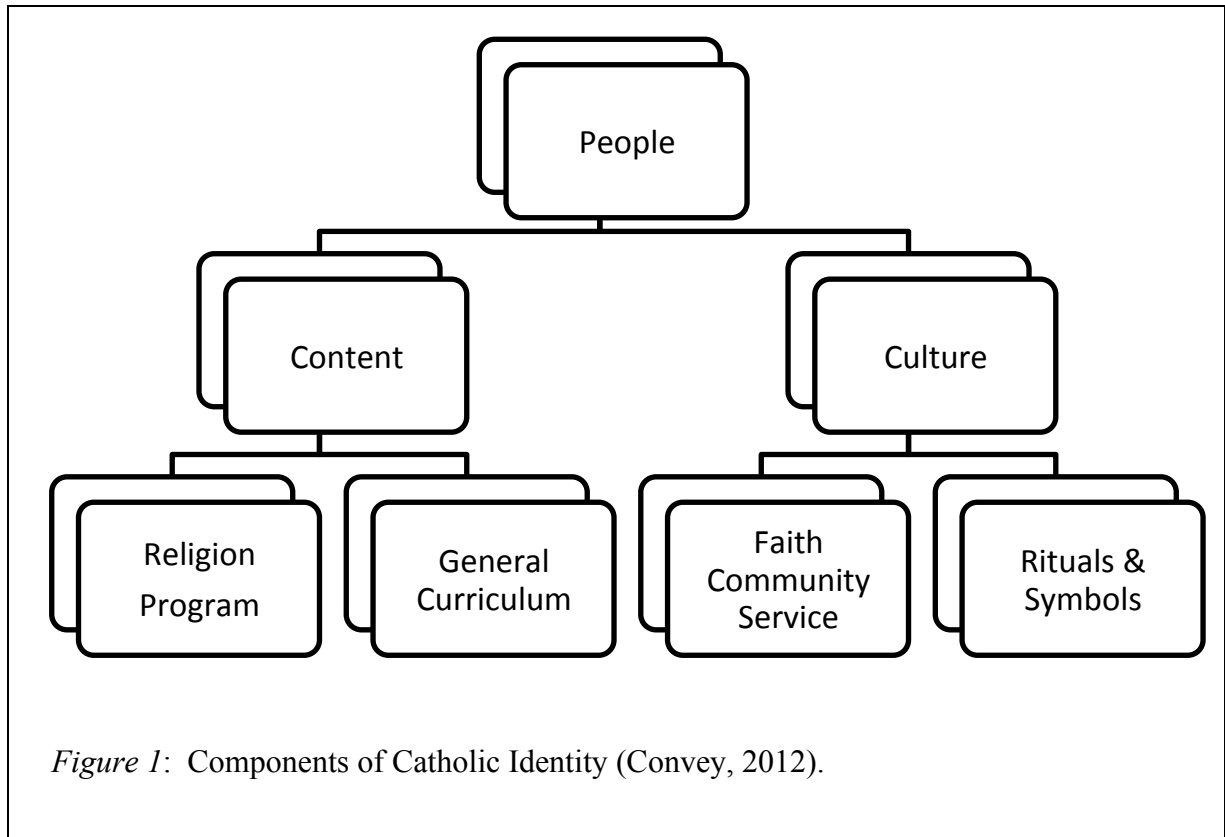 People
Content
Culture
Religion
Program
General
Curriculum
Faith
Community
Service
Rituals &
Symbols
Figure 1:  Components of Catholic Identity (Convey, 2012).